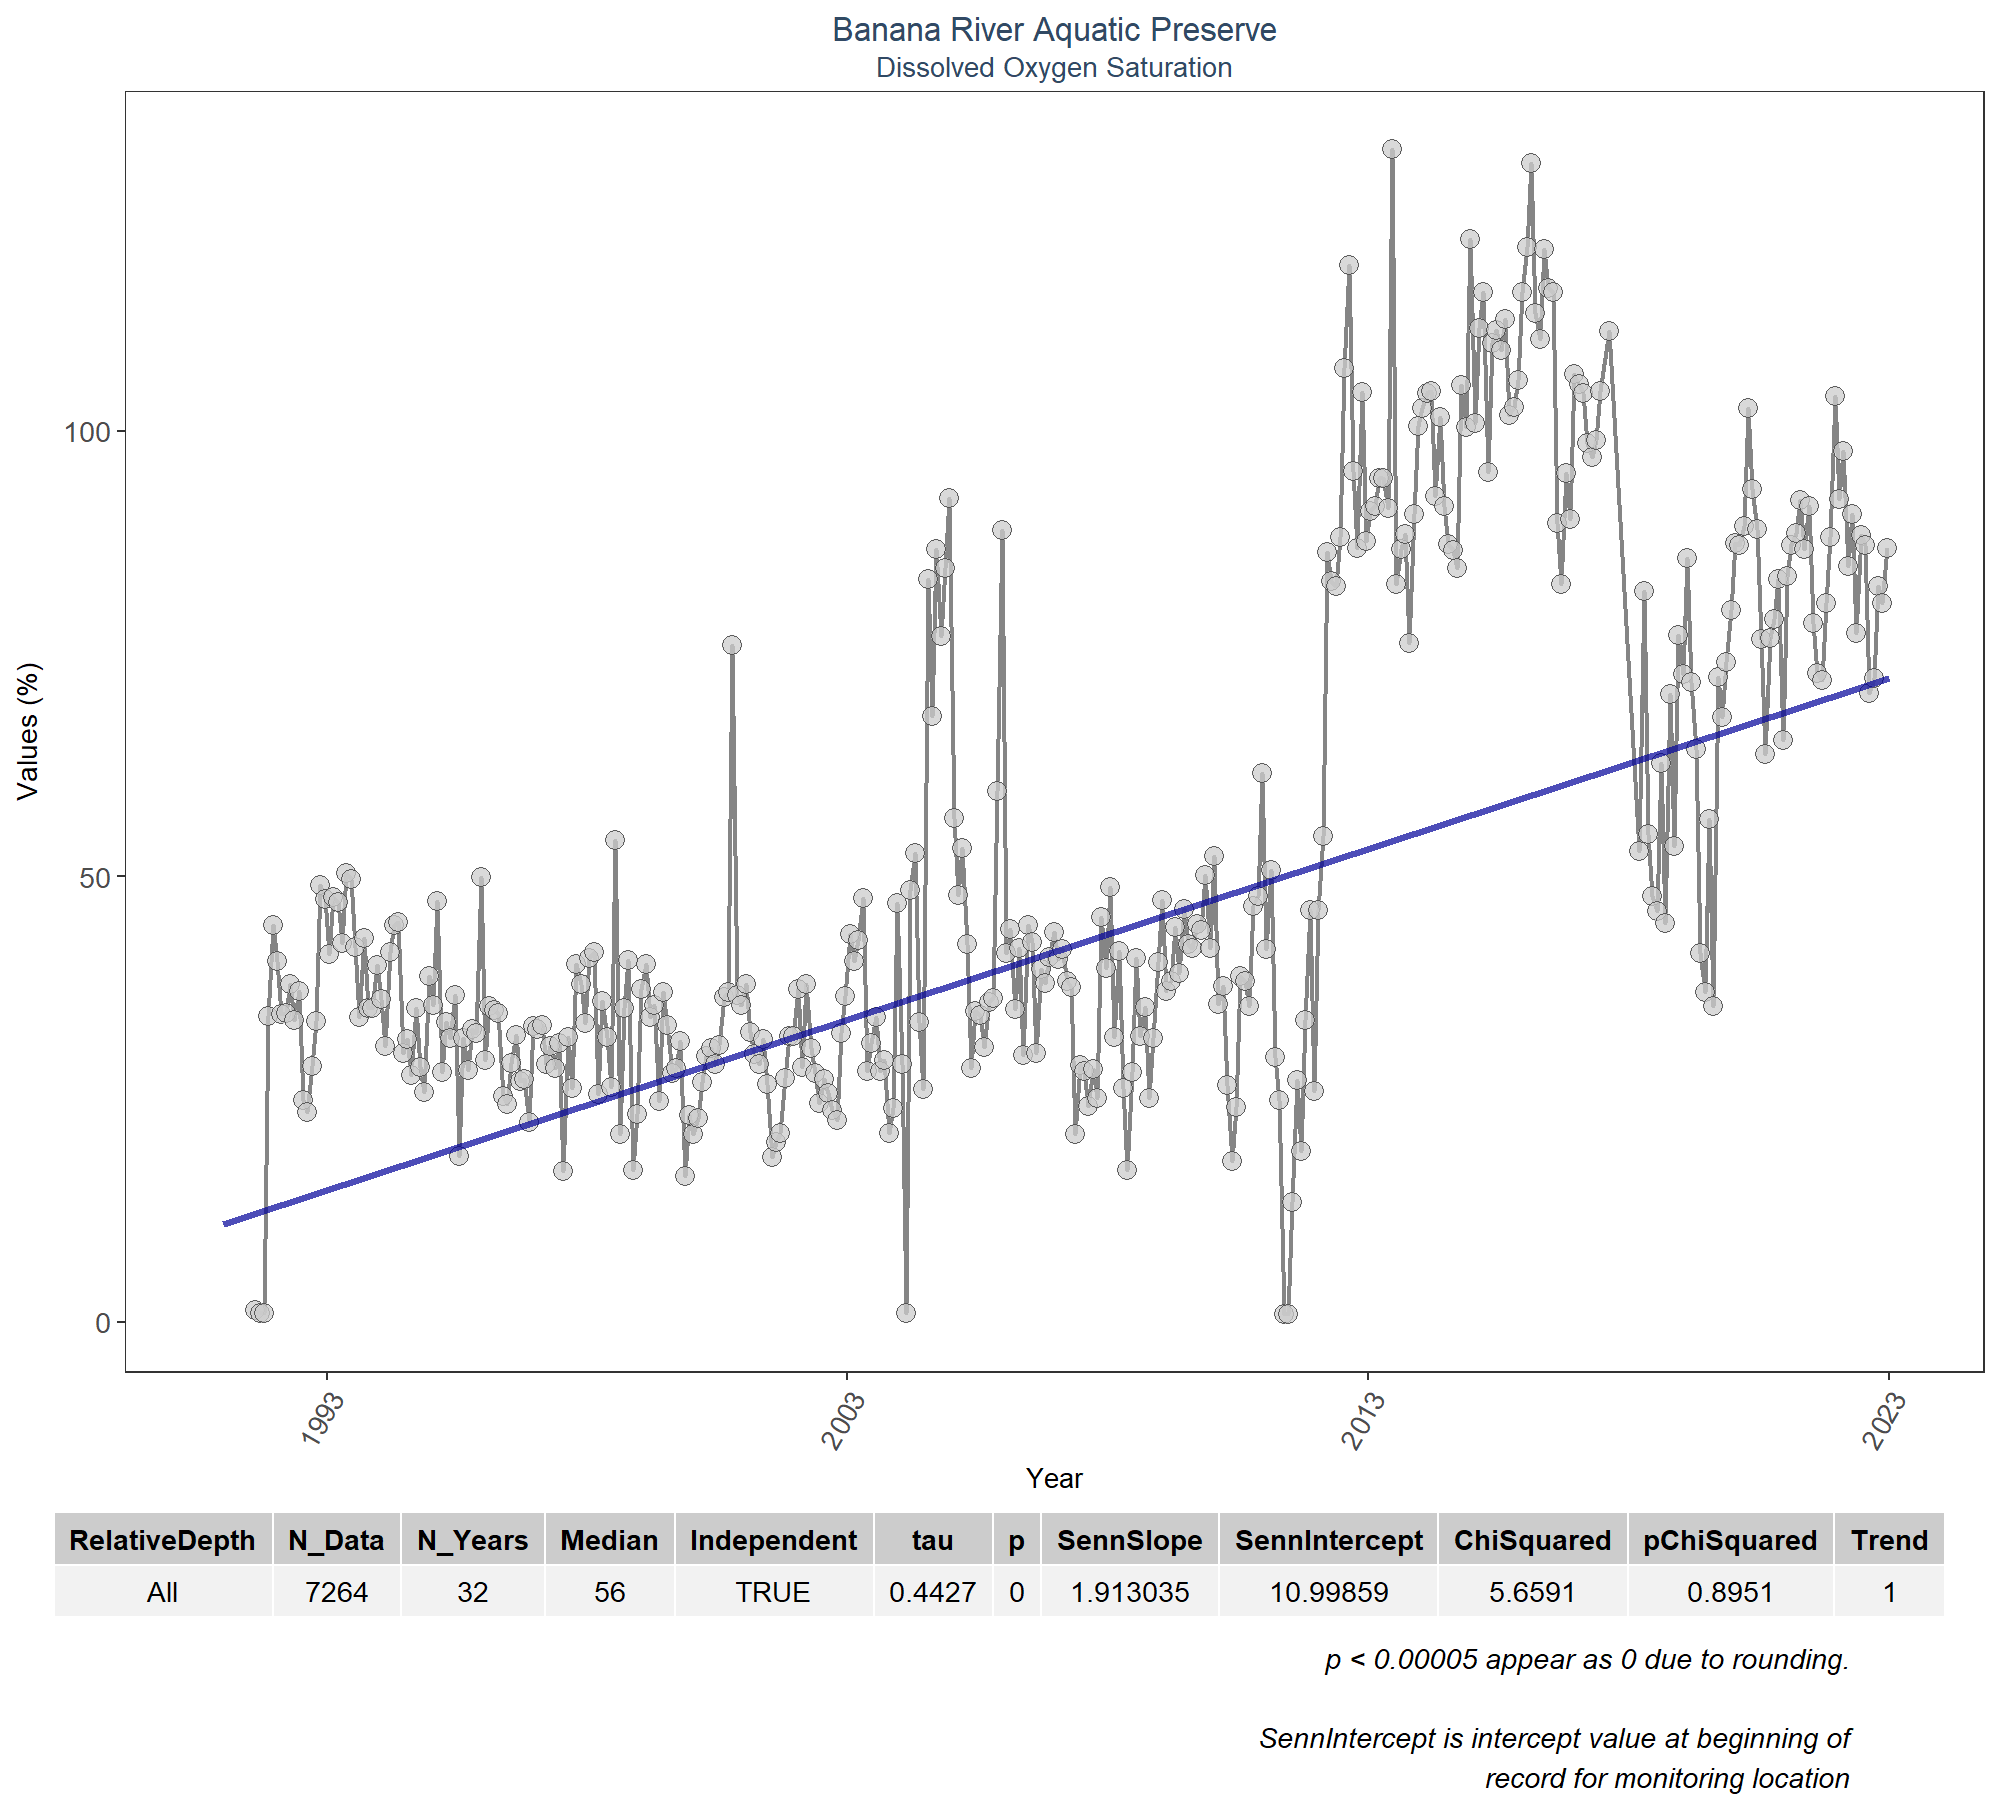 Banana River Aquatic Preserve
Dissolved Oxygen Saturation
Values (%)
100
50
0
1993 2003 2013 2023
Year
RelativeDepth N_Data N_Years Median Independent tau p SennSlope SennIntercept ChiSquared pChiSquared Trend
All 7264 32 56 TRUE 0.4427 0 1.913035 10.99859 5.6591 0.8951 1
p < 0.00005 appear as 0 due to rounding.
SennIntercept is intercept value at beginning of
record for monitoring location